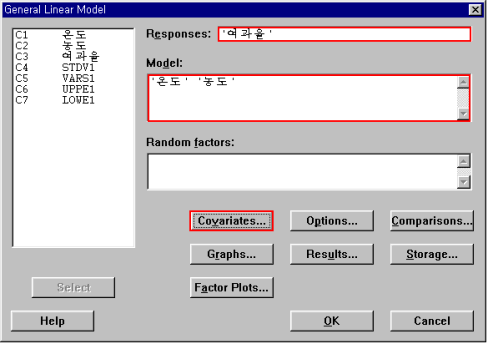 General Linear Model
C1 온도
C2 농도
C3 여과율
C4 STDV1
C5 VARS1
C6 UPPE1
C7 LOWE1
Responses: '여과율'
Model:
'온도' '농도'
Random factors:
Covariates... Options... Comparisons...
Graphs... Results... Storage...
Select Factor Plots...
Help OK Cancel